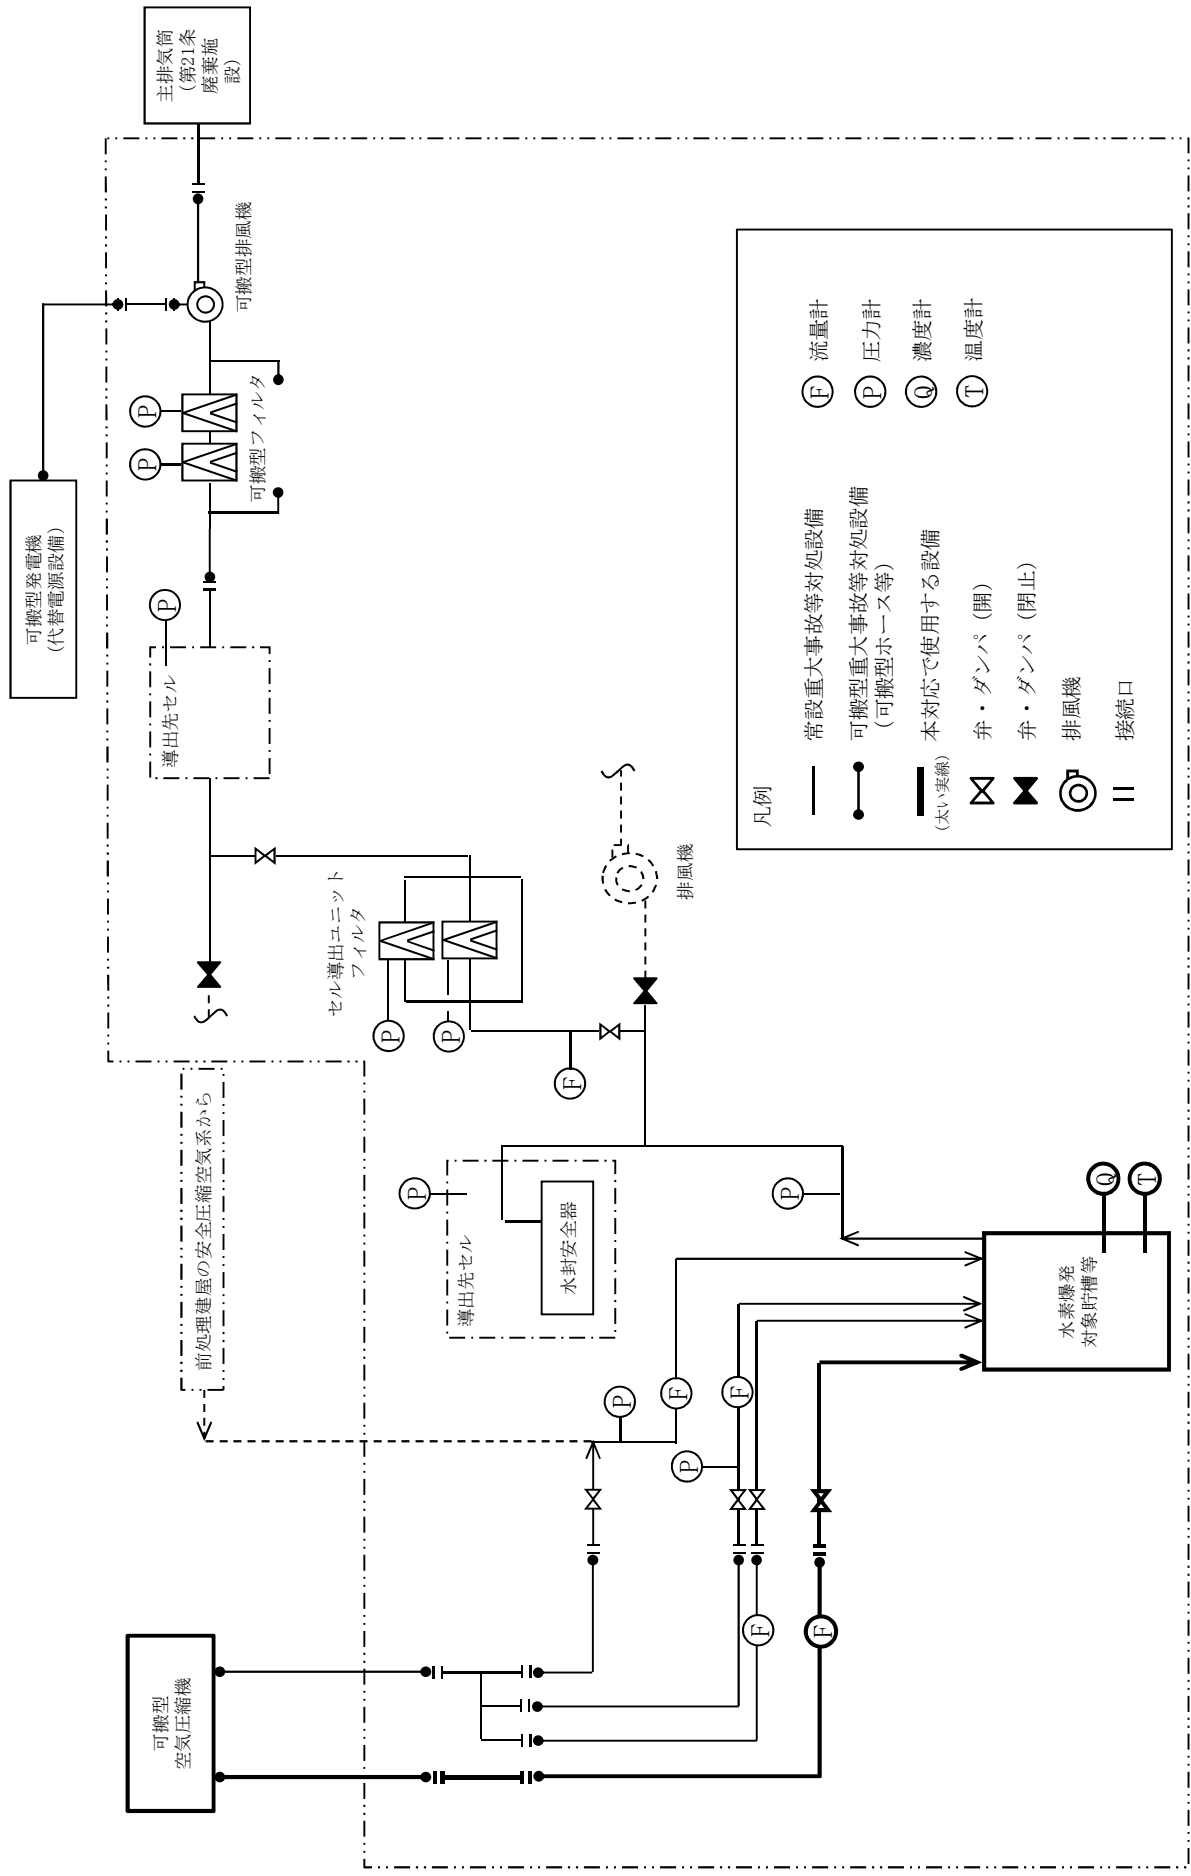 主排気筒
(第21条
廃棄施
設)
可搬型排風機
可搬型発電機
(代替電源設備)
P
P
可搬型フィルタ
P
導出先セル
セル導出ユニット
フィルタ
P
P
F
排風機
前処理建屋の安全圧縮空気系から
P
導出先セル
水封安全器
P
P
F
F
P
F
F
Q
T
水素爆発
対象貯槽等
可搬型
空気圧縮機
凡例
常設重大事故等対処設備
可搬型重大事故等対処設備
(可搬型ホース等)
本対応で使用する設備
(太い実線)
弁・ダンパ (開)
弁・ダンパ (閉止)
排風機
接続口
F 流量計
P 圧力計
Q 濃度計
T 温度計